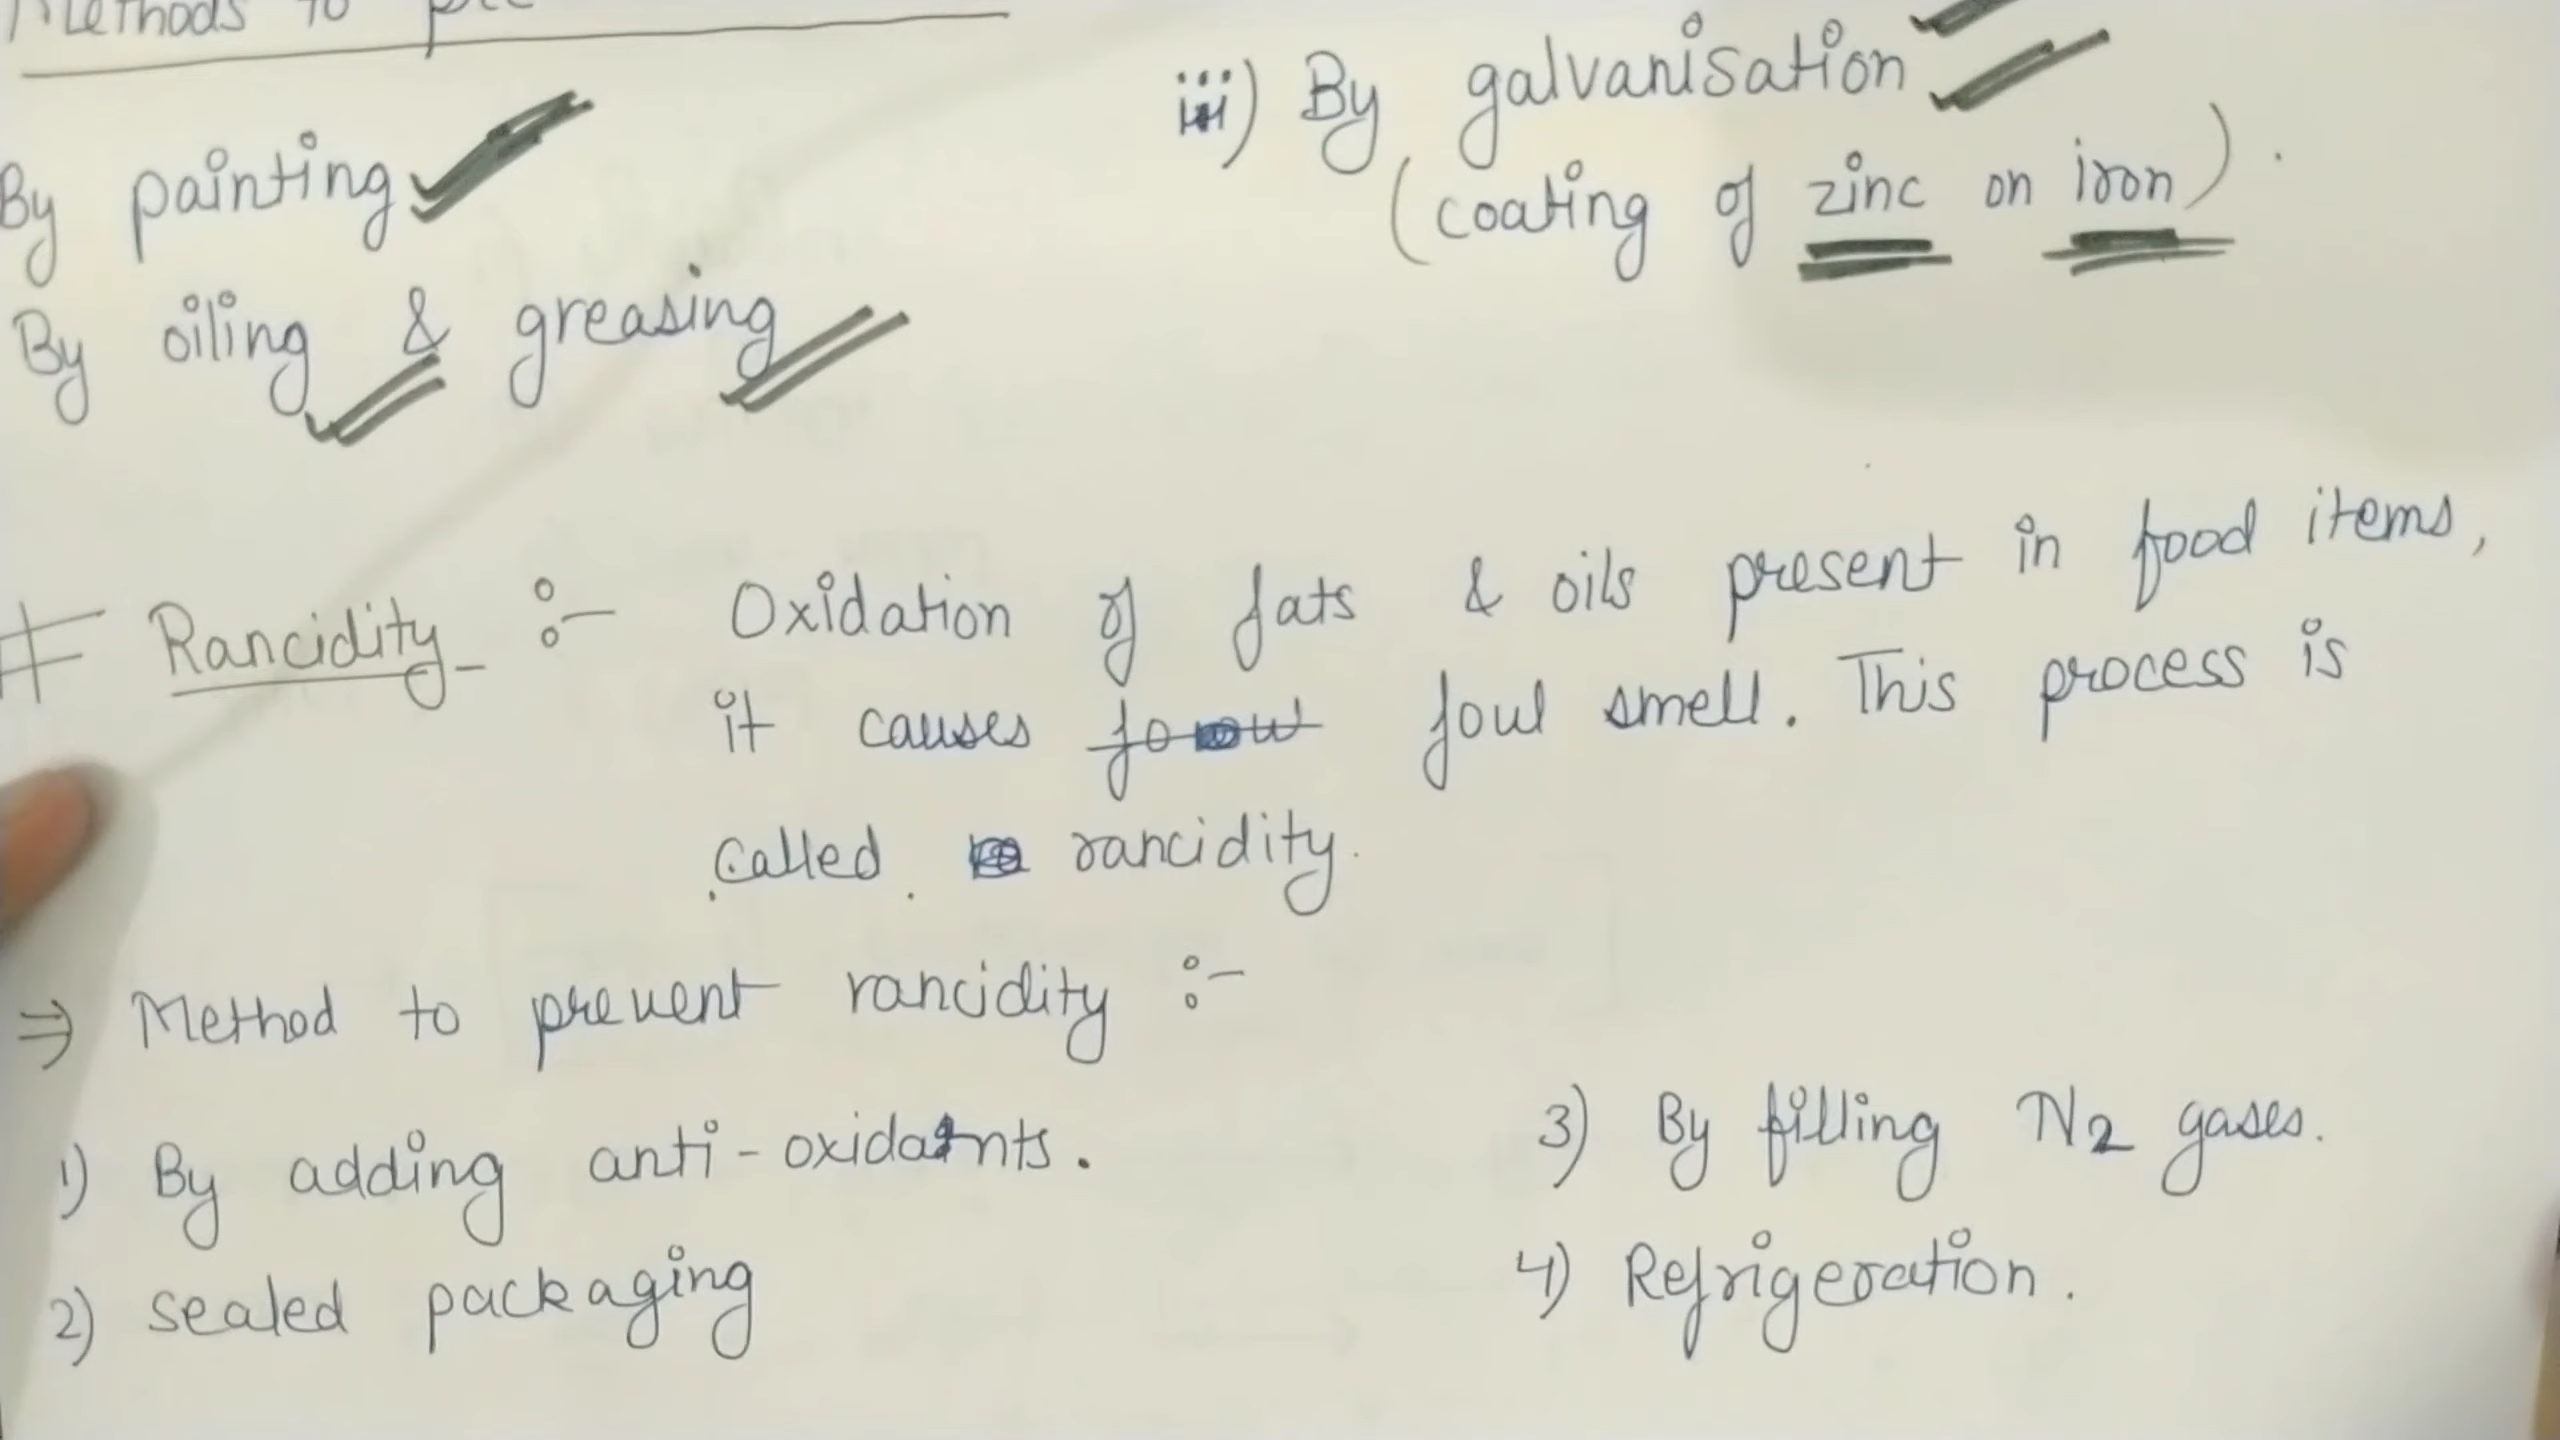 Methods to
By painting
By oiling & greasing
iii) By galvanisation
(coating of zinc on iron).
# Rancidity :- Oxidation of fats & oils present in food items,
it causes foul smell. This process is
called rancidity.
⇒ Method to prevent rancidity :-
1) By adding anti-oxidants.
2) sealed packaging
3) By filling N2 gases.
4) Refrigeration.